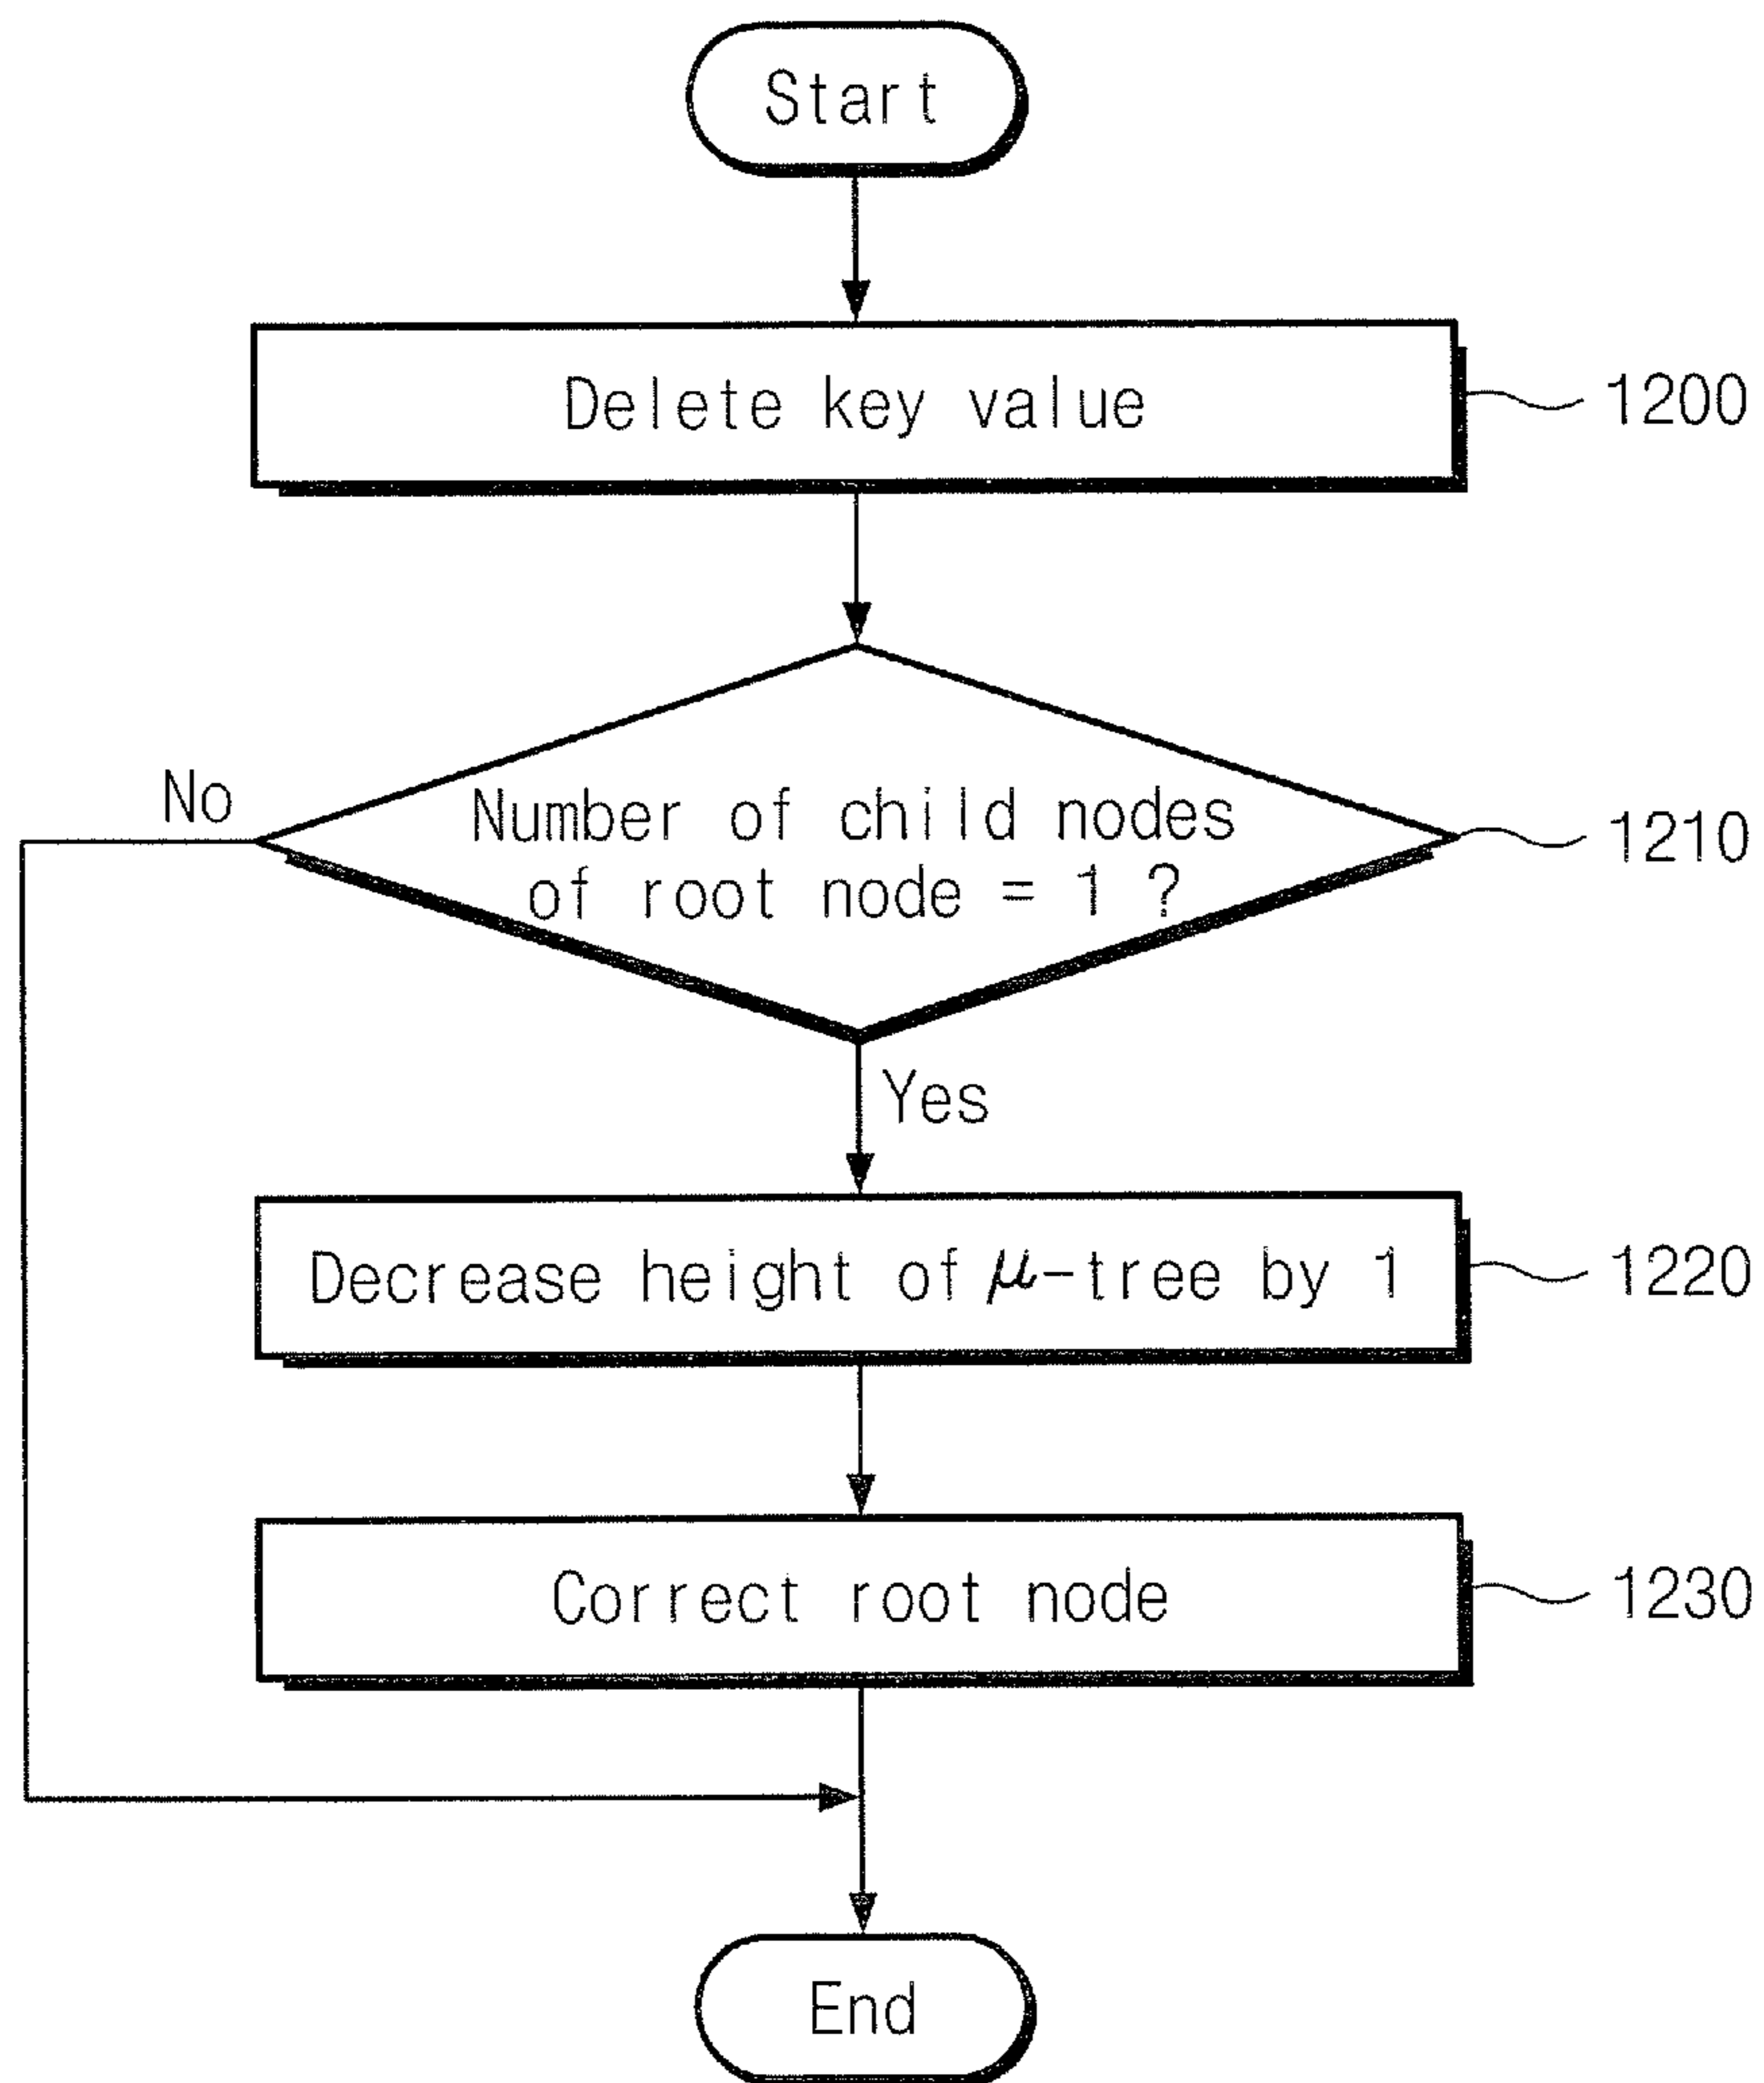 Start
Delete key value
1200
No
Number of child nodes
of root node = 1 ?
1210
Yes
Decrease height of μ-tree by 1
1220
Correct root node
1230
End